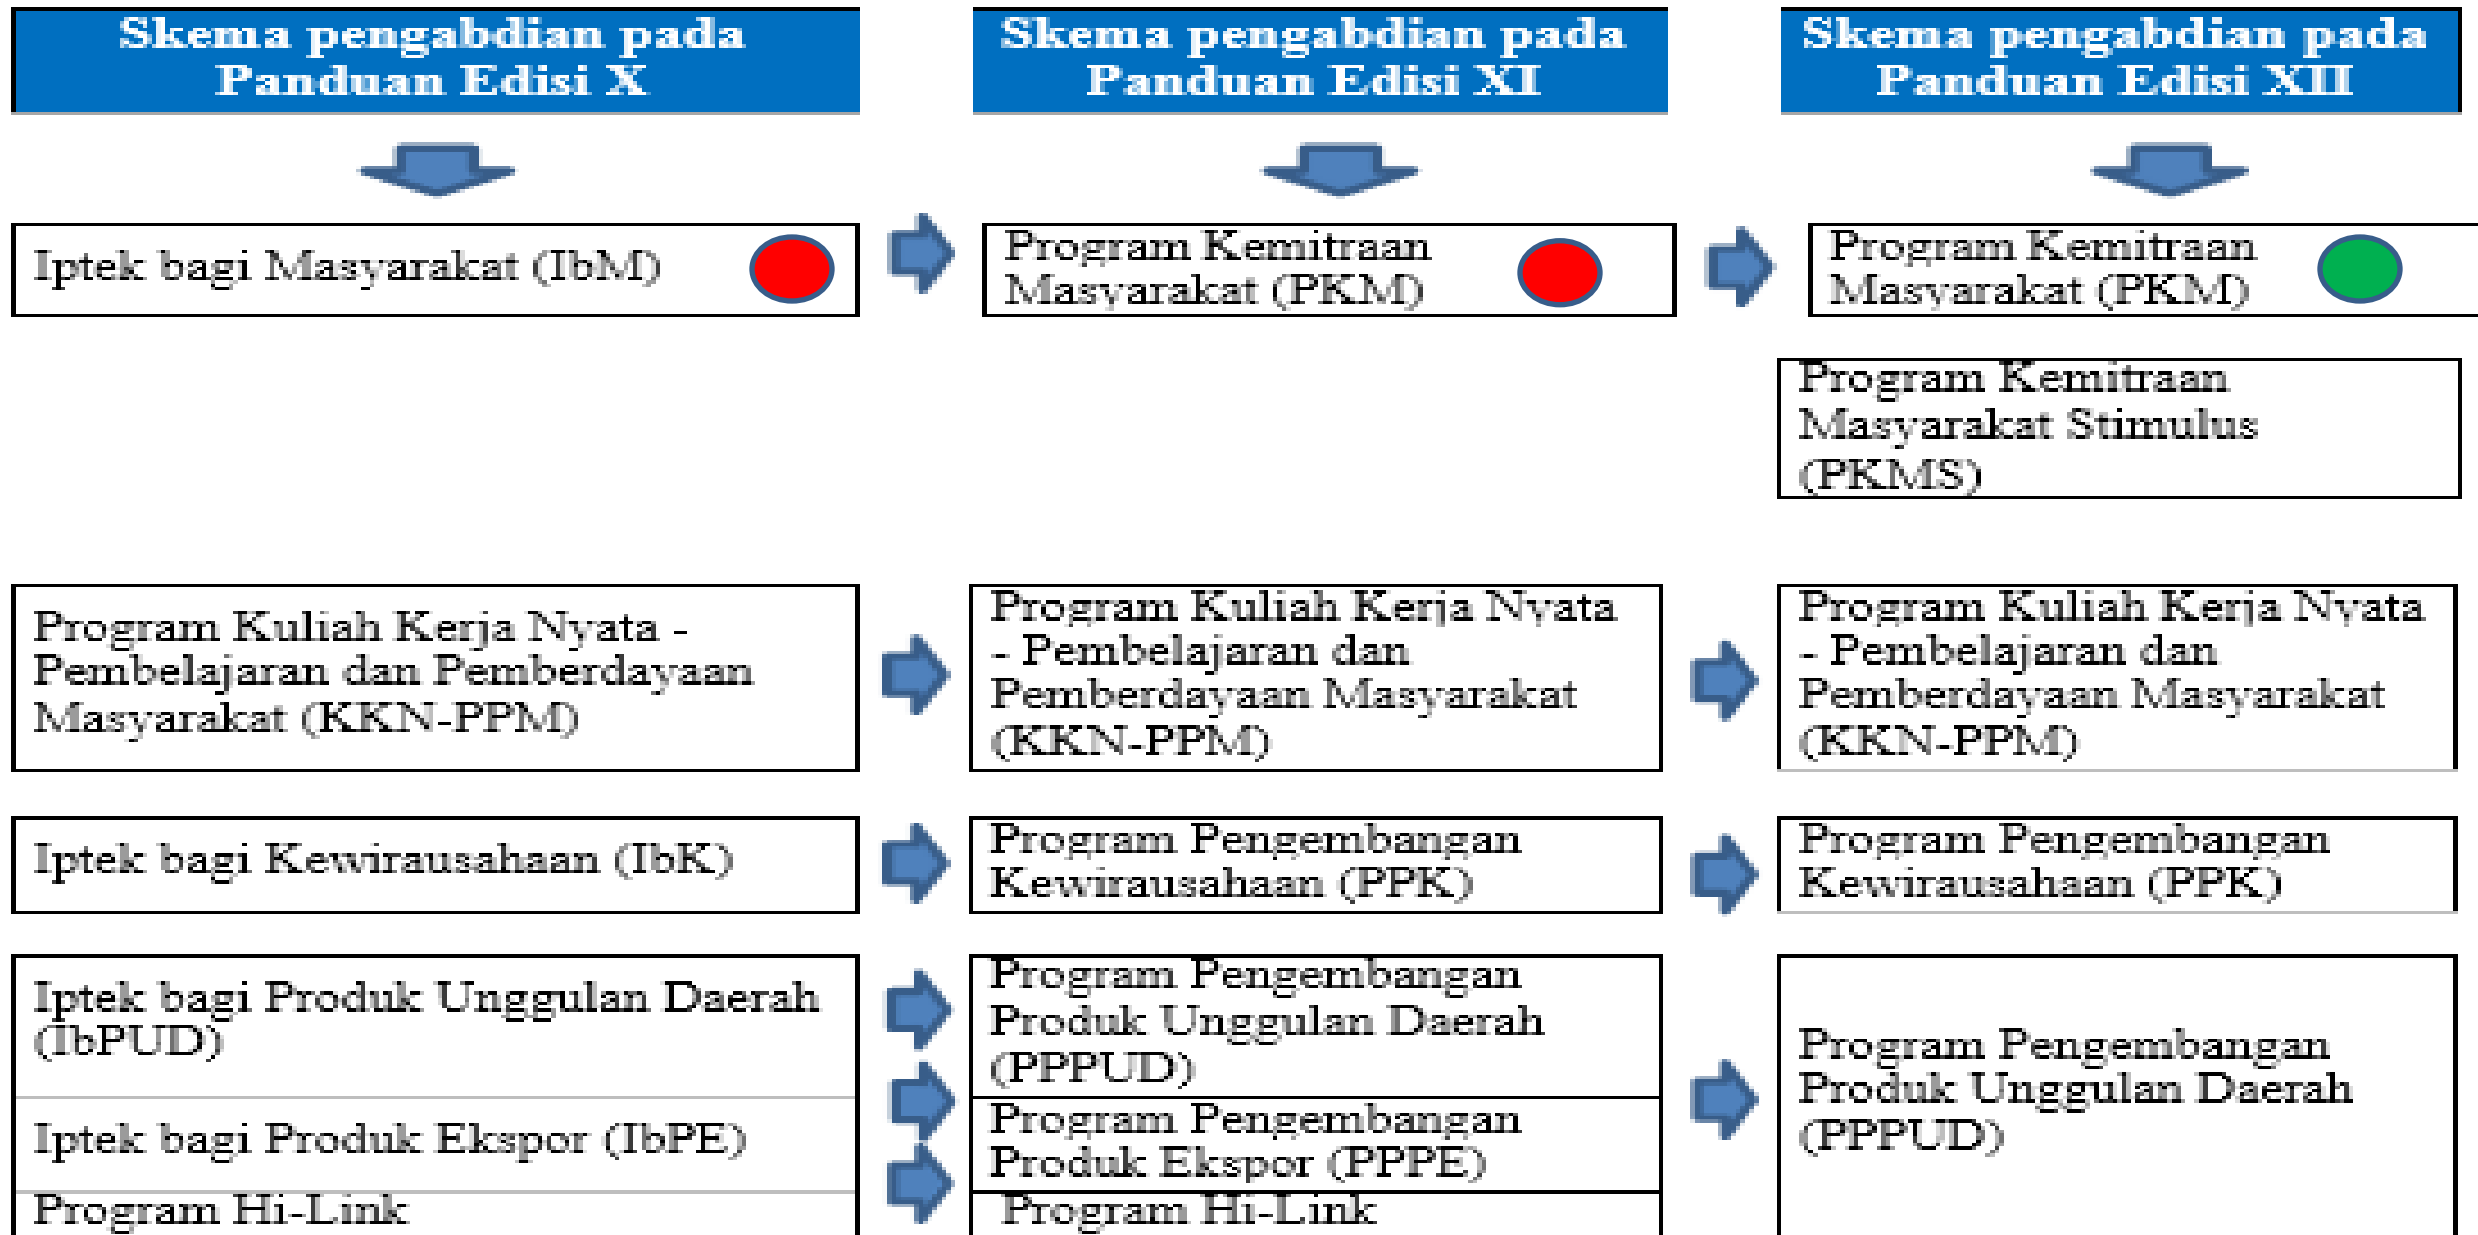 Skema pengabdian pada
Panduan Edisi X
Skema pengabdian pada
Panduan Edisi XI
Skema pengabdian pada
Panduan Edisi XII
Iptek bagi Masyarakat (IbM)
Program Kemitraan
Masyarakat (PKM)
Program Kemitraan
Masyarakat (PKM)
Program Kemitraan
Masyarakat Stimulus
(PKMS)
Program Kuliah Kerja Nyata -
Pembelajaran dan Pemberdayaan
Masyarakat (KKN-PPM)
Program Kuliah Kerja Nyata
- Pembelajaran dan
Pemberdayaan Masyarakat
(KKN-PPM)
Program Kuliah Kerja Nyata
- Pembelajaran dan
Pemberdayaan Masyarakat
(KKN-PPM)
Iptek bagi Kewirausahaan (IbK)
Program Pengembangan
Kewirausahaan (PPK)
Program Pengembangan
Kewirausahaan (PPK)
Iptek bagi Produk Unggulan Daerah
(IbPUD)
Program Pengembangan
Produk Unggulan Daerah
(PPPUD)
Program Pengembangan
Produk Unggulan Daerah
(PPPUD)
Iptek bagi Produk Ekspor (IbPE)
Program Pengembangan
Produk Ekspor (PPPE)
Program Hi-Link
Program Hi-Link